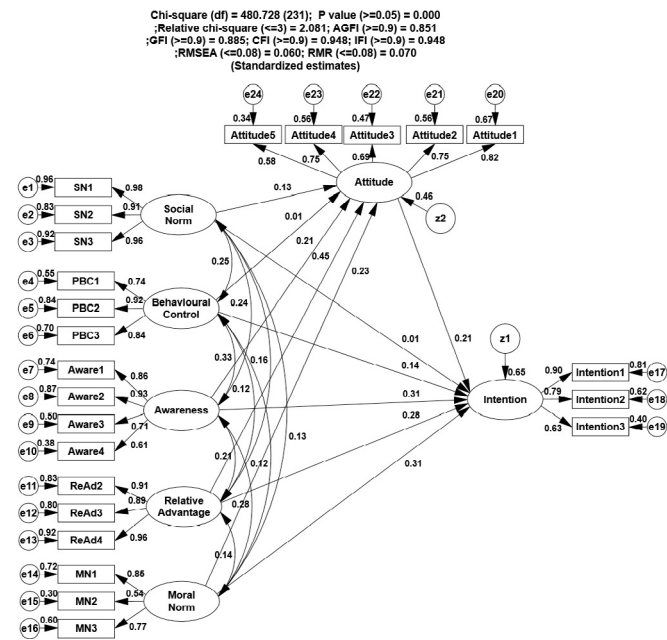 Chi-square (df) = 480.728 (231); P value (>=0.05) = 0.000
;Relative chi-square (<=3) = 2.081; AGFI (>=0.9) = 0.851
;GFI (>=0.9) = 0.885; CFI (>=0.9) = 0.948; IFI (>=0.9) = 0.948
;RMSEA (<=0.08) = 0.060; RMR (<=0.08) = 0.070
(Standardized estimates)
e24 e23 e22 e21 e20
0.34 0.56 0.47 0.56 0.67
Attitude5 Attitude4 Attitude3 Attitude2 Attitude1
0.58 0.75 0.69 0.75 0.82
Attitude
0.46
z2
e1 0.96 SN1 0.98
e2 0.83 SN2 0.91
e3 0.92 SN3 0.96
Social
Norm
0.13
0.01
0.21
0.45
0.23
0.25
e4 0.55 PBC1 0.74
e5 0.84 PBC2 0.92
e6 0.70 PBC3 0.84
Behavioural
Control
0.24
0.33
0.16
0.12
0.01
0.14
0.21
z1
0.65
e7 0.74 Aware1 0.86
e8 0.87 Aware2 0.93
e9 0.50 Aware3 0.71
e10 0.38 Aware4 0.61
Awareness
0.31
0.28
0.13
0.31
Intention
0.90 Intention1 0.81 e17
0.79 Intention2 0.62 e18
0.63 Intention3 0.40 e19
0.21
0.12
e11 0.83 ReAd2 0.91
e12 0.80 ReAd3 0.89
e13 0.92 ReAd4 0.96
Relative
Advantage
0.28
0.14
e14 0.72 MN1 0.85
e15 0.30 MN2 0.54
e16 0.60 MN3 0.77
Moral
Norm